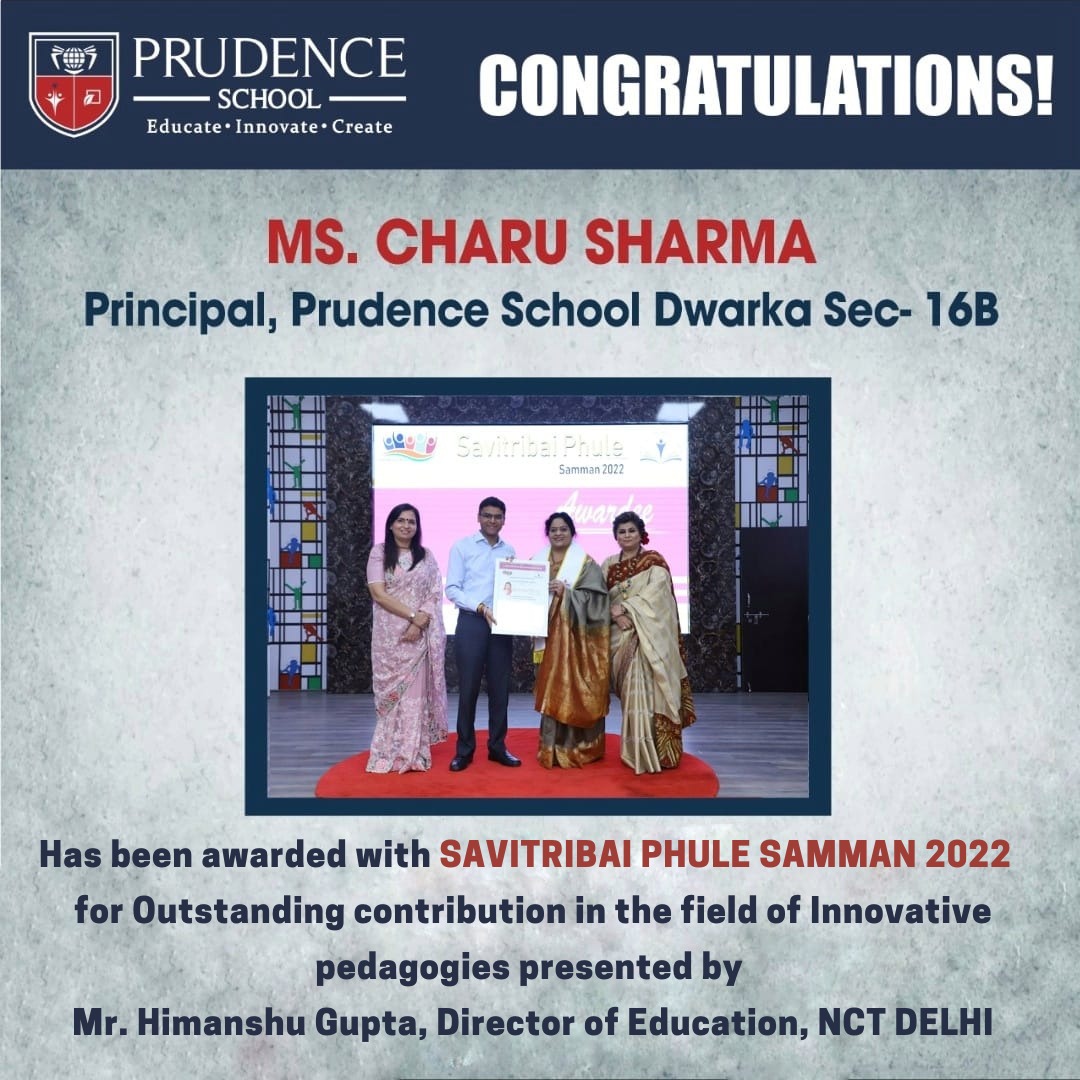 PRUDENCE
SCHOOL
Educate • Innovate • Create
CONGRATULATIONS!
MS. CHARU SHARMA
Principal, Prudence School Dwarka Sec- 16B
Savitribai Phule
Samman 2022
Awardee
Has been awarded with SAVITRIBAI PHULE SAMMAN 2022
for Outstanding contribution in the field of Innovative
pedagogies presented by
Mr. Himanshu Gupta, Director of Education, NCT DELHI